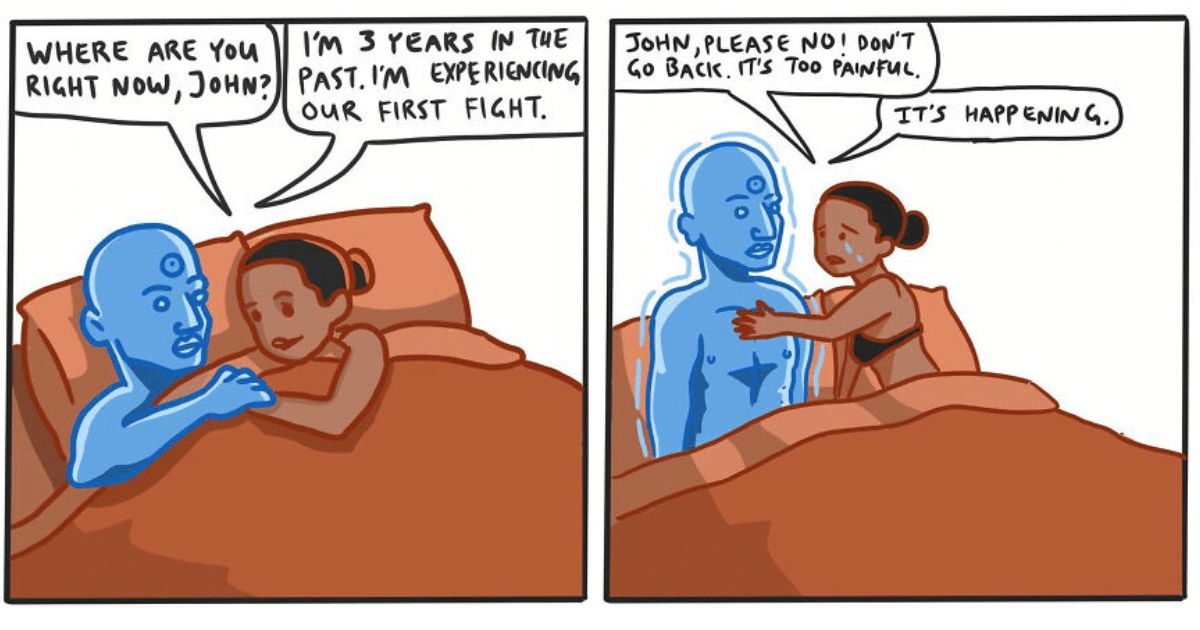 WHERE ARE YOU
RIGHT NOW, JOHN?
I'M 3 YEARS IN THE
PAST. I'M EXPERIENCING
OUR FIRST FIGHT.
JOHN, PLEASE NO! DON'T
GO BACK. IT'S TOO PAINFUL.
IT'S HAPPENING.